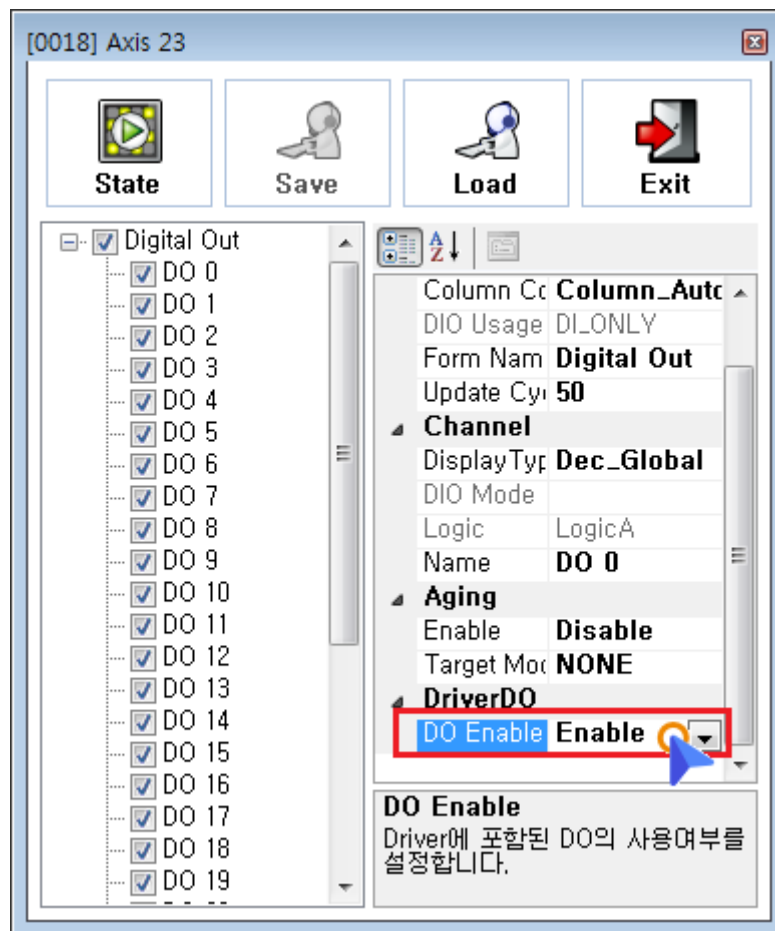 [0018] Axis 23
State
Save
Load
Exit
Digital Out
DO 0
DO 1
DO 2
DO 3
DO 4
DO 5
DO 6
DO 7
DO 8
DO 9
DO 10
DO 11
DO 12
DO 13
DO 14
DO 15
DO 16
DO 17
DO 18
DO 19
Column Co Column_Auto
DIO Usage DI_ONLY
Form Nam Digital Out
Update Cy 50
Channel
DisplayTyp Dec_Global
DIO Mode
Logic LogicA
Name DO 0
Aging
Enable Disable
Target Mo NONE
DriverDO
DO Enable Enable
DO Enable
Driver에 포함된 DO의 사용여부를
설정합니다.